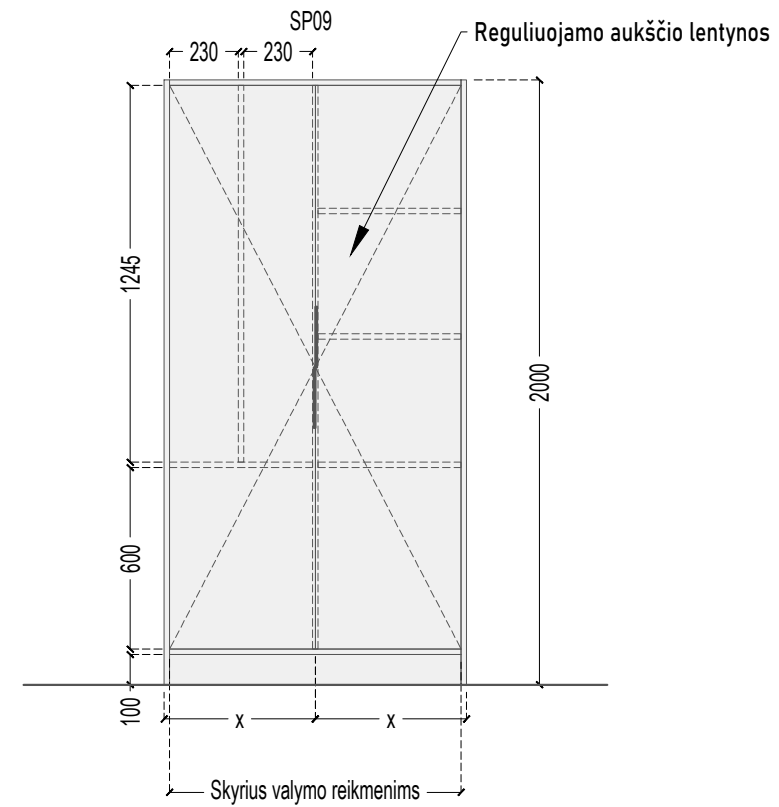 SP09
Reguliuojamo aukščio lentynos
230 230
1245
2000
600
100
x x
Skyrius valymo reikmenims